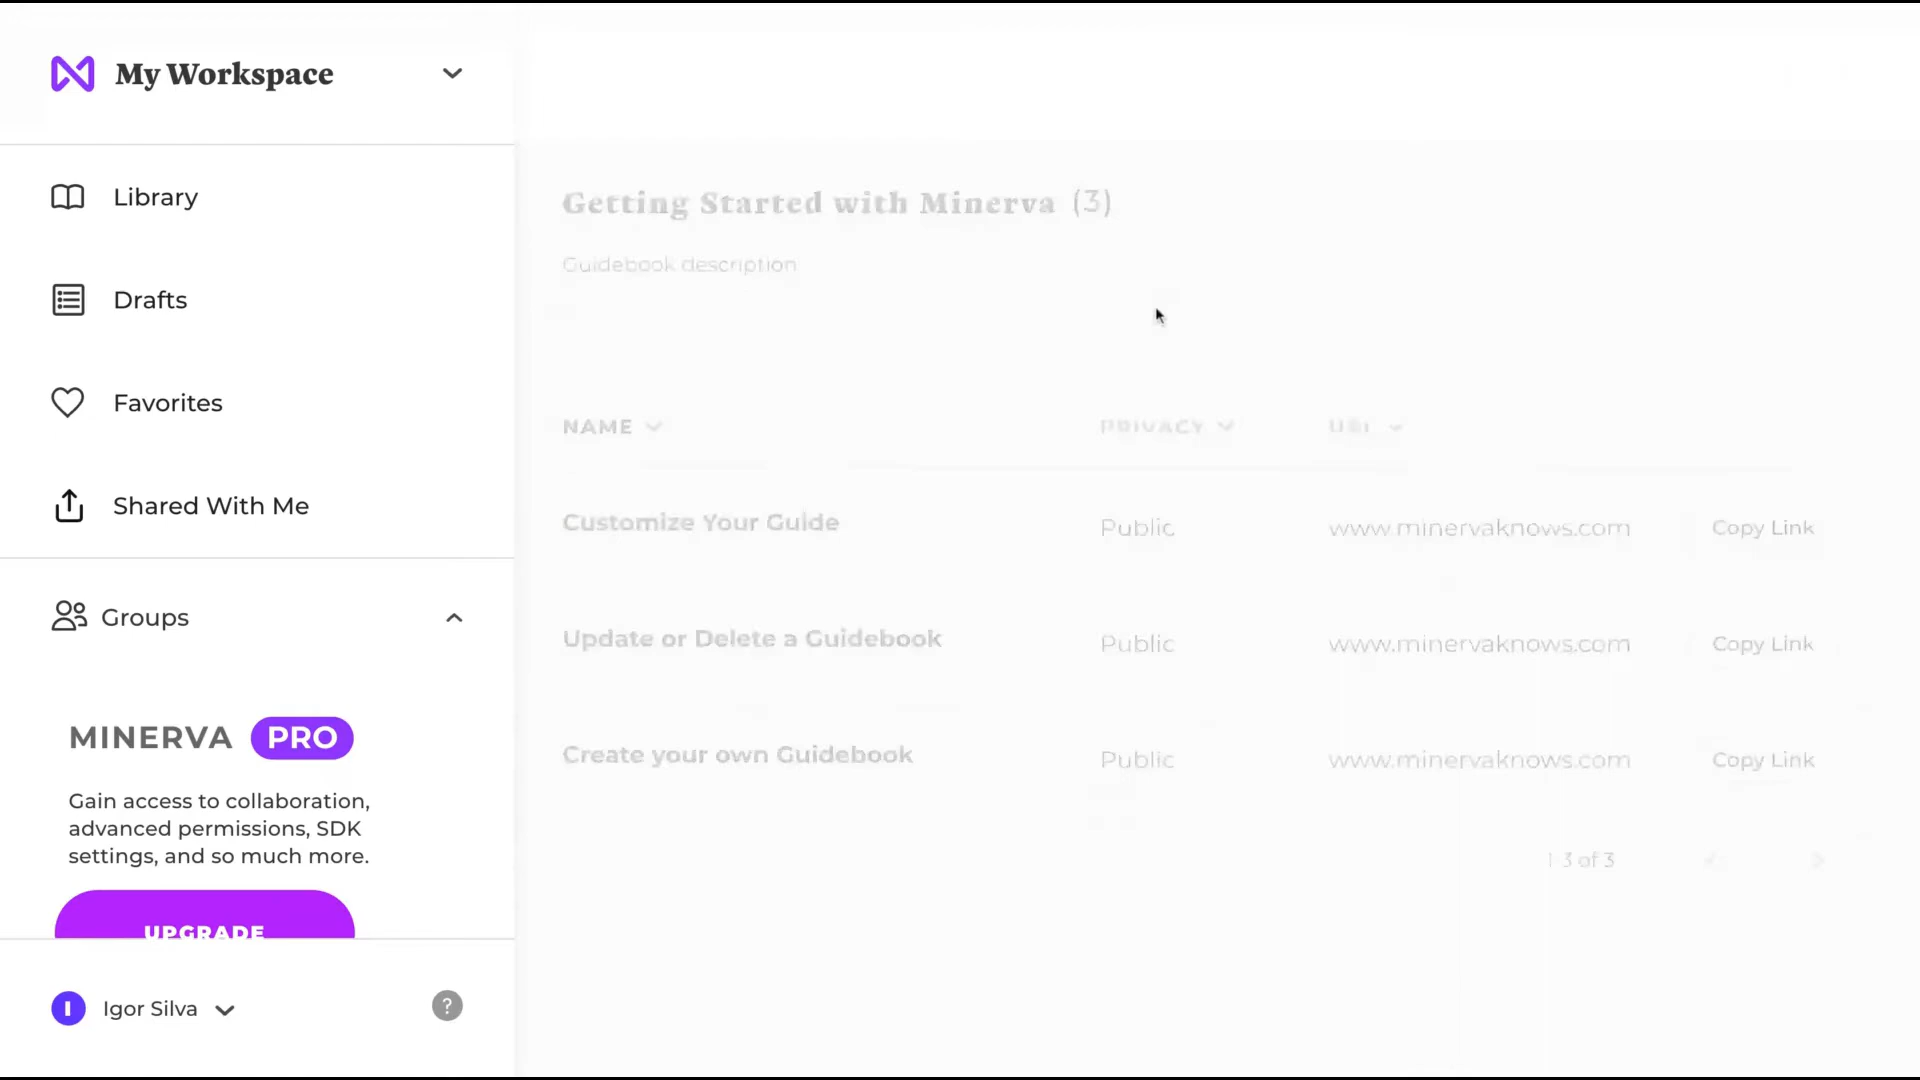 My Workspace
Library
Drafts
Favorites
Shared With Me
Groups
MINERVA PRO
Gain access to collaboration,
advanced permissions, SDK
settings, and so much more.
UPGRADE
I Igor Silva ?
Getting Started with Minerva (3)
Guidebook description
NAME PRIVACY URL
Customize Your Guide Public www.minervaknows.com Copy Link
Update or Delete a Guidebook Public www.minervaknows.com Copy Link
Create your own Guidebook Public www.minervaknows.com Copy Link
1-3 of 3